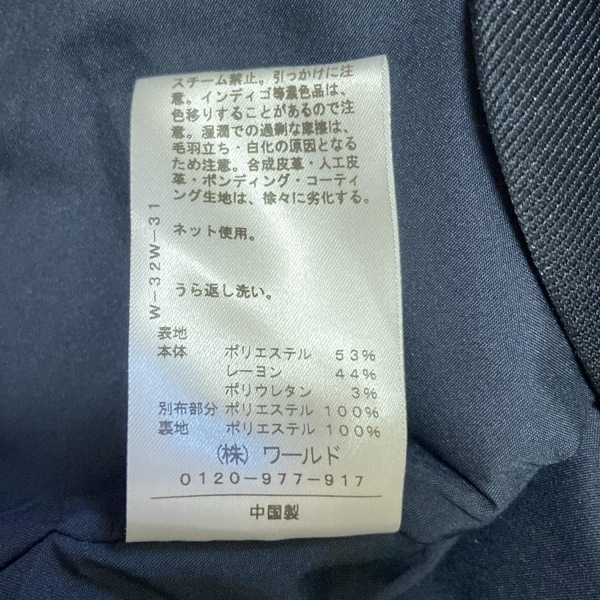 スチーム禁止。引っかけに注
意。インディゴ等濃色品は、
色移りすることがあるので注
意。湿潤での過剰な摩擦は、
毛羽立ち・白化の原因となる
ため注意。合成皮革・人工皮
革・ボンディング・コーティ
ング生地は、徐々に劣化する。
ネット使用。
うら返し洗い。
W-32W-31
表地
本体 ポリエステル 53%
レーヨン 44%
ポリウレタン 3%
別布部分 ポリエステル 100%
裏地 ポリエステル 100%
(株) ワールド
0120-977-917
中国製